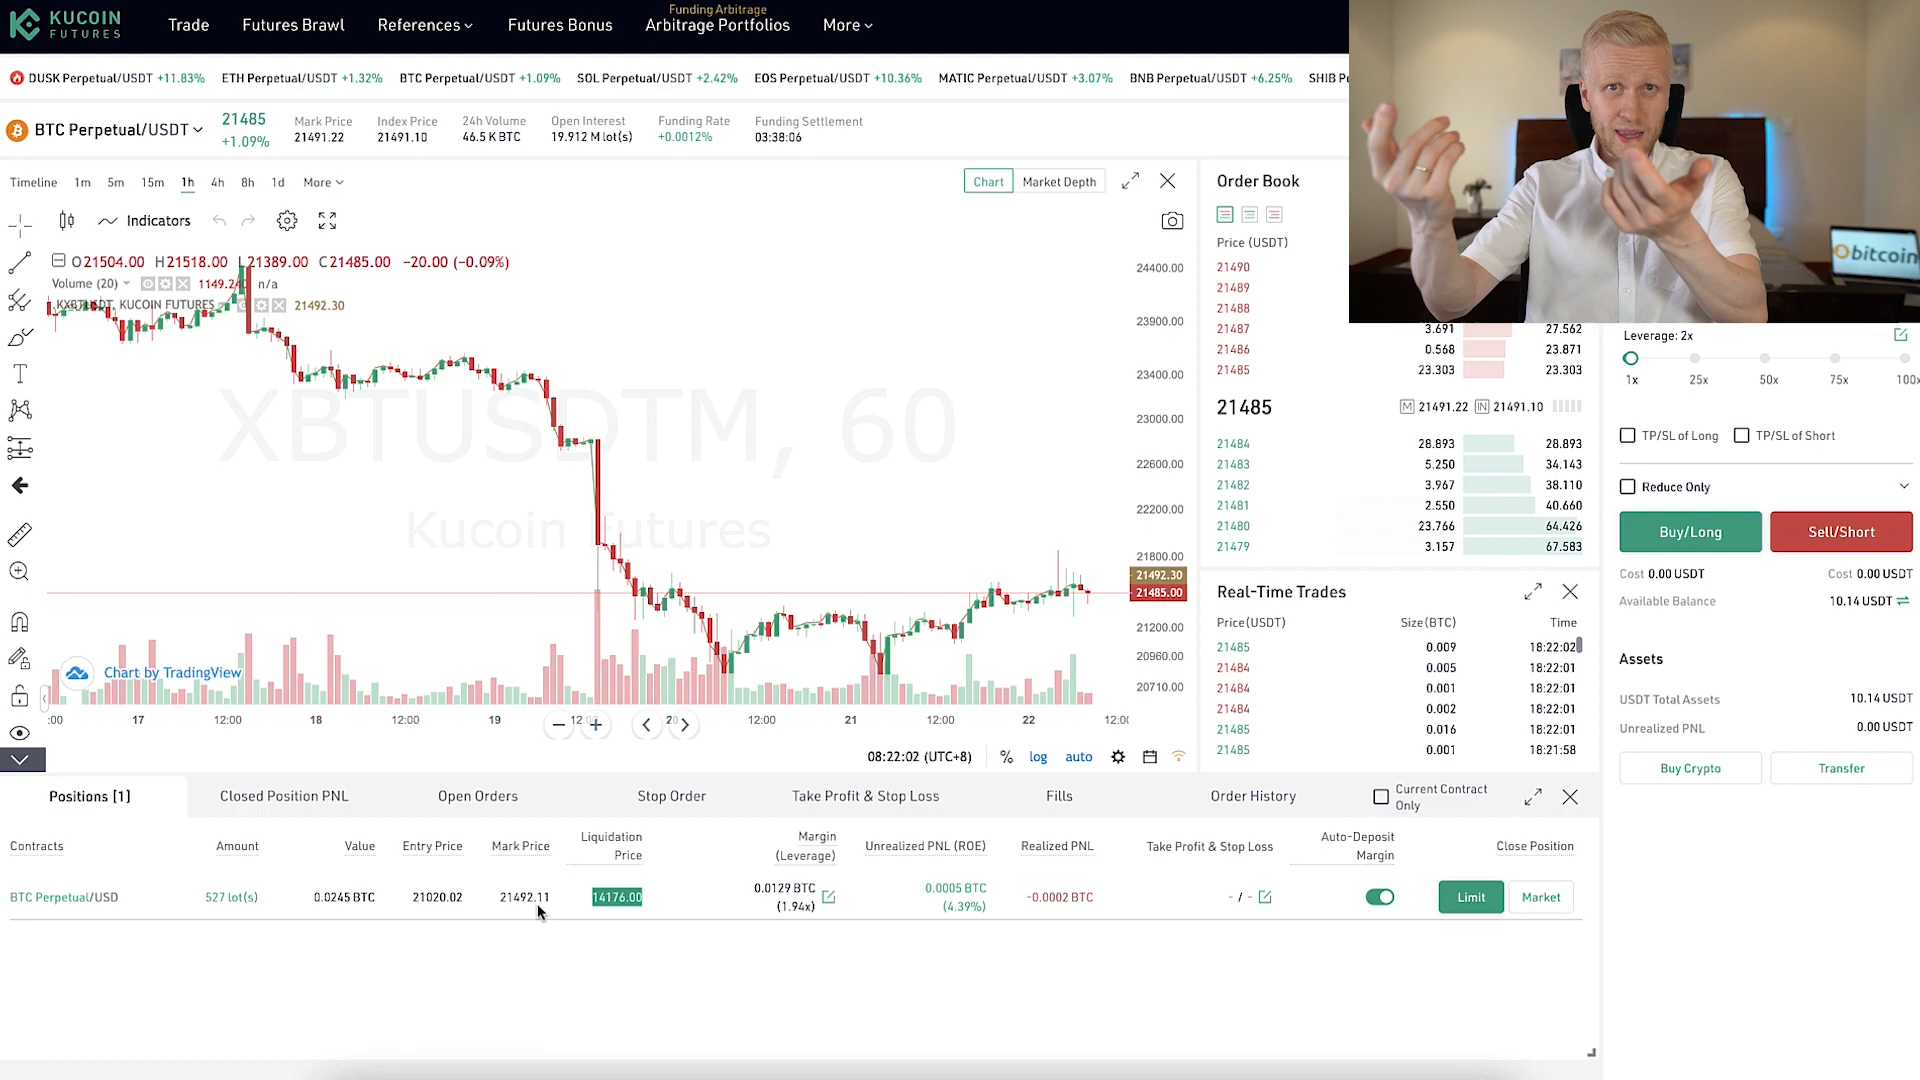 KUCOIN
FUTURES
Trade
Futures Brawl
References
Futures Bonus
Funding Arbitrage
Arbitrage Portfolios
More
DUSK Perpetual/USDT +11.83%
ETH Perpetual/USDT +1.32%
BTC Perpetual/USDT +1.09%
SOL Perpetual/USDT +2.42%
EOS Perpetual/USDT +10.36%
MATIC Perpetual/USDT +3.07%
BNB Perpetual/USDT +6.25%
SHIB
BTC Perpetual/USDT
21485
+1.09%
Mark Price
21491.22
Index Price
21491.10
24h Volume
46.5 K BTC
Open Interest
19.912 M lot(s)
Funding Rate
+0.0012%
Funding Settlement
03:38:06
Timeline 1m 5m 15m 1h 4h 8h 1d More
Chart Market Depth
Indicators
O21504.00 H21518.00 L21389.00 C21485.00 −20.00 (−0.09%)
Volume (20) n/a
.KXBTUSDT, KUCOIN FUTURES 21492.30
XBTUSDTM, 60
Kucoin Futures
24400.00
23900.00
23400.00
23000.00
22600.00
22200.00
21800.00
21492.30
21485.00
21200.00
20960.00
20710.00
Chart by TradingView
:00 17 12:00 18 12:00 19 20 12:00 21 12:00 22
08:22:02 (UTC+8) % log auto
Order Book
Price (USDT)
21490
21489
21488
21487 3.691 27.562
21486 0.568 23.871
21485 23.303 23.303
21485 M 21491.22 IN 21491.10
21484 28.893 28.893
21483 5.250 34.143
21482 3.967 38.110
21481 2.550 40.660
21480 23.766 64.426
21479 3.157 67.583
Real-Time Trades
Price(USDT) Size(BTC) Time
21485 0.009 18:22:02
21484 0.005 18:22:01
21484 0.001 18:22:01
21484 0.002 18:22:01
21485 0.016 18:22:01
21485 0.001 18:21:58
bitcoin
Leverage: 2x
1x 25x 50x 75x 100x
TP/SL of Long TP/SL of Short
Reduce Only
Buy/Long Sell/Short
Cost 0.00 USDT Cost 0.00 USDT
Available Balance 10.14 USDT
Assets
USDT Total Assets 10.14 USDT
Unrealized PNL 0.00 USDT
Buy Crypto Transfer
Positions [1]
Closed Position PNL
Open Orders
Stop Order
Take Profit & Stop Loss
Fills
Order History
Current Contract
Only
Contracts
Amount
Value
Entry Price
Mark Price
Liquidation
Price
Margin
(Leverage)
Unrealized PNL (ROE)
Realized PNL
Take Profit & Stop Loss
Auto-Deposit
Margin
Close Position
BTC Perpetual/USD
527 lot(s)
0.0245 BTC
21020.02
21492.11
14176.00
0.0129 BTC
(1.94x)
0.0005 BTC
(4.39%)
-0.0002 BTC
- / -
Limit
Market